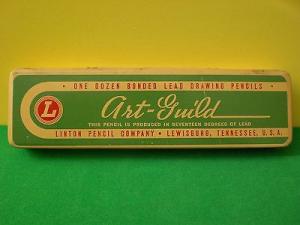 • ONE DOZEN BONDED LEAD DRAWING PENCILS •
L
Art-Guild
THIS PENCIL IS PRODUCED IN SEVENTEEN DEGREES OF LEAD
LINTON PENCIL COMPANY • LEWISBURG, TENNESSEE, U.S.A.